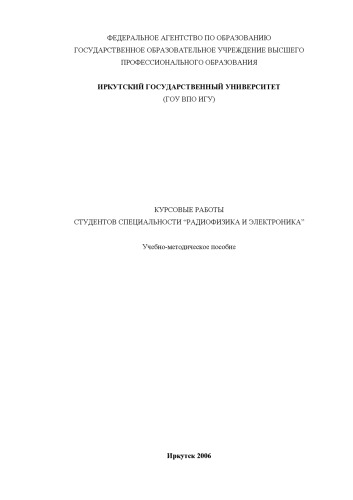 ФЕДЕРАЛЬНОЕ АГЕНТСТВО ПО ОБРАЗОВАНИЮ
ГОСУДАРСТВЕННОЕ ОБРАЗОВАТЕЛЬНОЕ УЧРЕЖДЕНИЕ ВЫСШЕГО
ПРОФЕССИОНАЛЬНОГО ОБРАЗОВАНИЯ
ИРКУТСКИЙ ГОСУДАРСТВЕННЫЙ УНИВЕРСИТЕТ
(ГОУ ВПО ИГУ)
КУРСОВЫЕ РАБОТЫ
СТУДЕНТОВ СПЕЦИАЛЬНОСТИ “РАДИОФИЗИКА И ЭЛЕКТРОНИКА”
Учебно-методическое пособие
Иркутск 2006